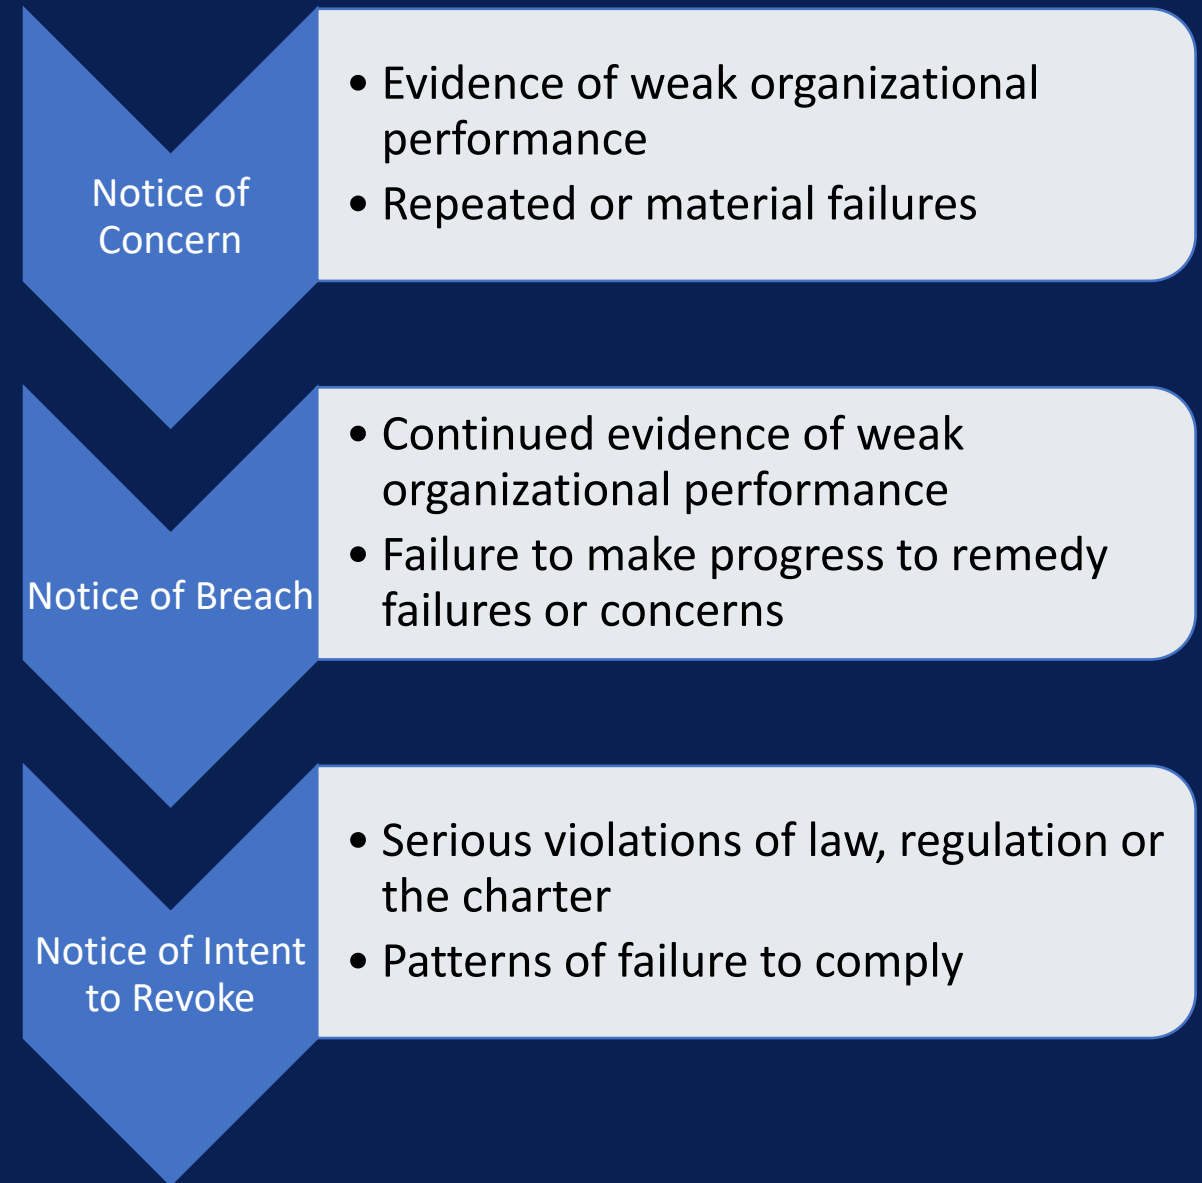 Notice of
Concern
• Evidence of weak organizational
performance
• Repeated or material failures
Notice of Breach
• Continued evidence of weak
organizational performance
• Failure to make progress to remedy
failures or concerns
Notice of Intent
to Revoke
• Serious violations of law, regulation or
the charter
• Patterns of failure to comply